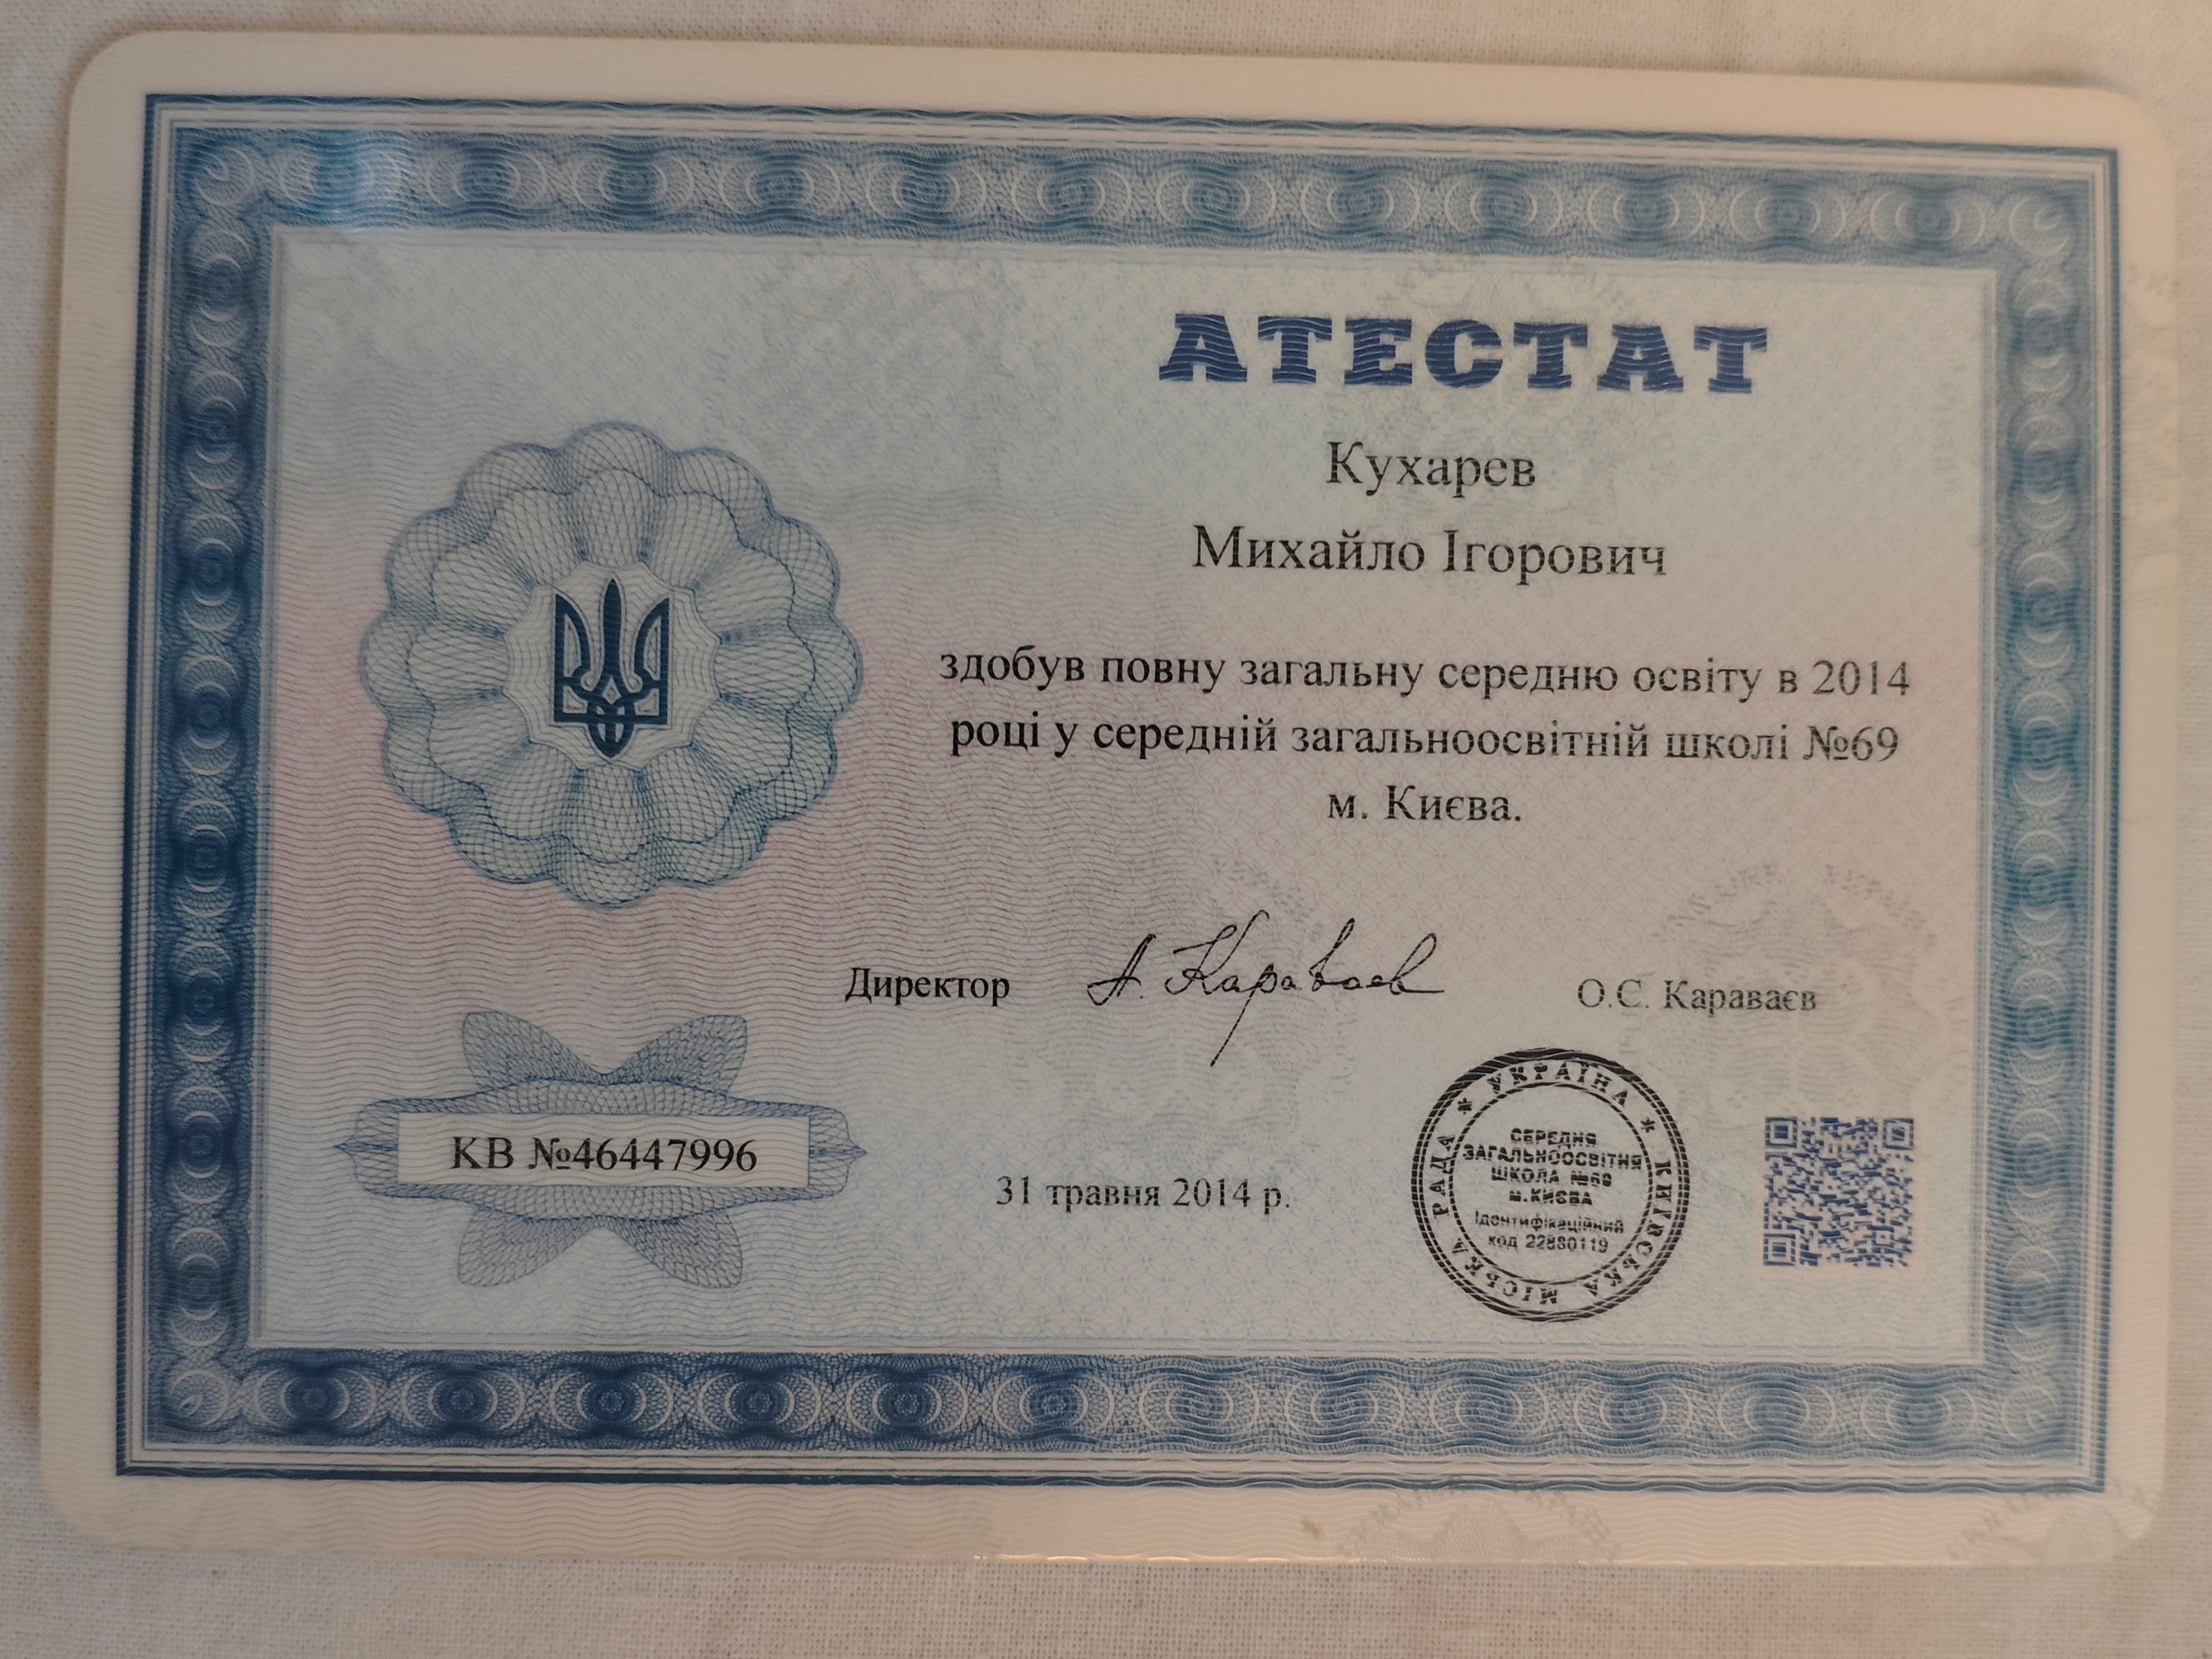 АТЕСТАТ
Кухарев
Михайло Ігорович
здобув повну загальну середню освіту в 2014
році у середній загальноосвітній школі №69
м. Києва.
Директор А. Караваев О.С. Караваєв
КВ №46447996
31 травня 2014 р.
* УКРАЇНА * КИЇВСЬКА МІСЬКА РАДА
СЕРЕДНЯ
ЗАГАЛЬНООСВІТНЯ
ШКОЛА №69
м.КИЄВА
Ідентифікаційний
код 22880119